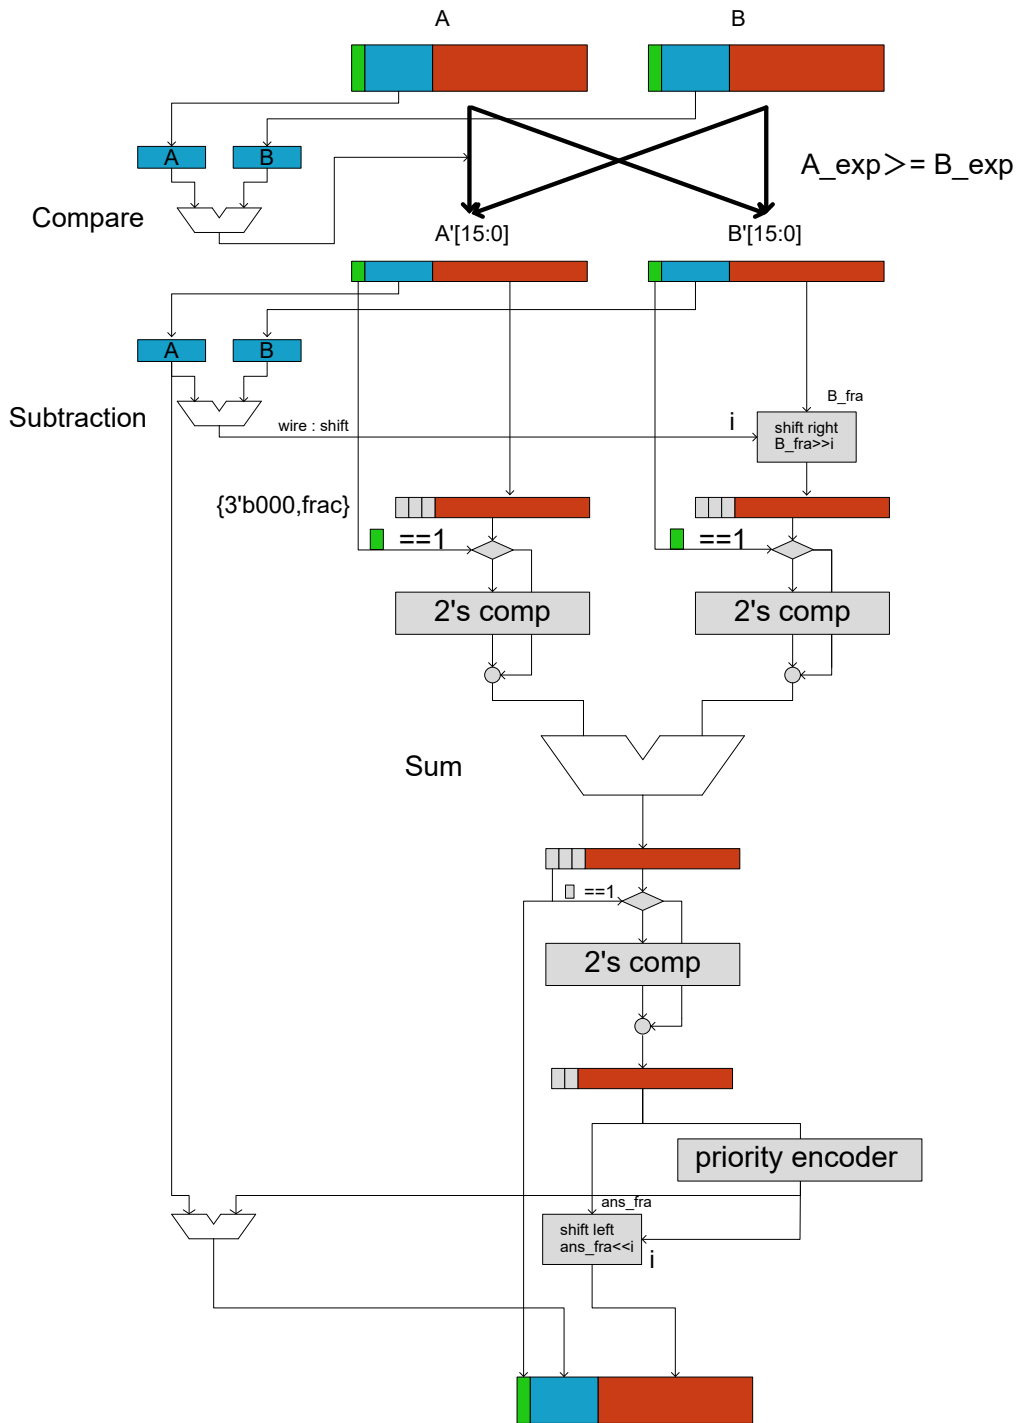 A
B
A
B
A_exp＞= B_exp
Compare
A'[15:0]
B'[15:0]
A
B
B_fra
Subtraction
wire : shift
i
shift right
B_fra>>i
{3'b000,frac}
==1
==1
2's comp
2's comp
Sum
==1
2's comp
priority encoder
ans_fra
shift left
ans_fra<<i
i